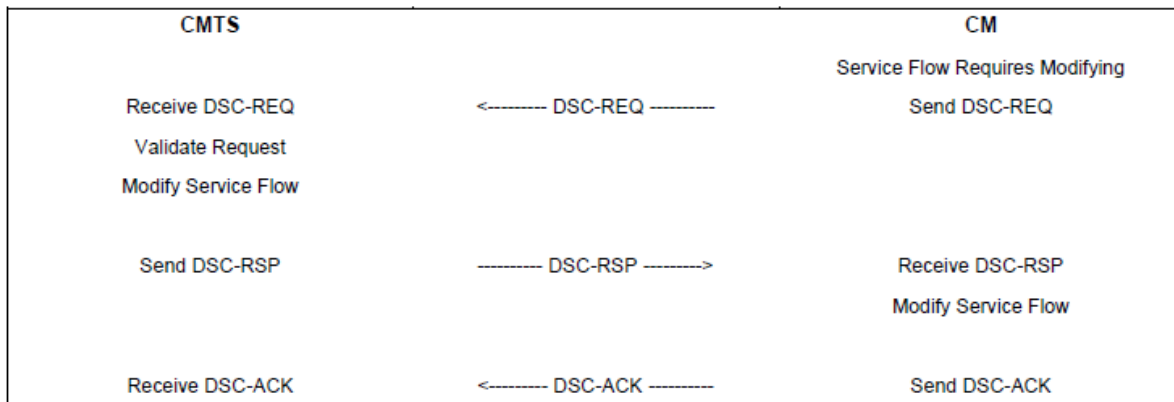 CMTS CM
Service Flow Requires Modifying
Receive DSC-REQ <--------- DSC-REQ ---------- Send DSC-REQ
Validate Request
Modify Service Flow
Send DSC-RSP ---------- DSC-RSP ---------> Receive DSC-RSP
Modify Service Flow
Receive DSC-ACK <--------- DSC-ACK ---------- Send DSC-ACK